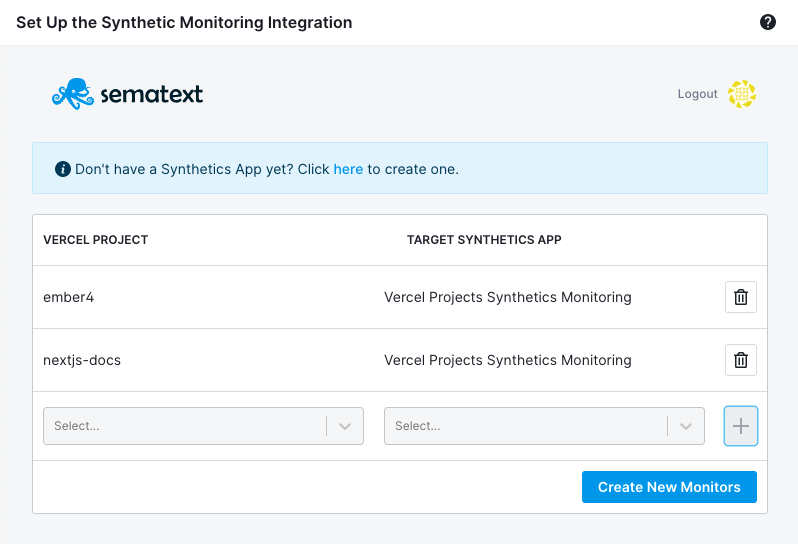 Set Up the Synthetic Monitoring Integration
?
sematext
Logout
i Don't have a Synthetics App yet? Click here to create one.
VERCEL PROJECT TARGET SYNTHETICS APP
ember4 Vercel Projects Synthetics Monitoring
nextjs-docs Vercel Projects Synthetics Monitoring
Select... Select...
Create New Monitors